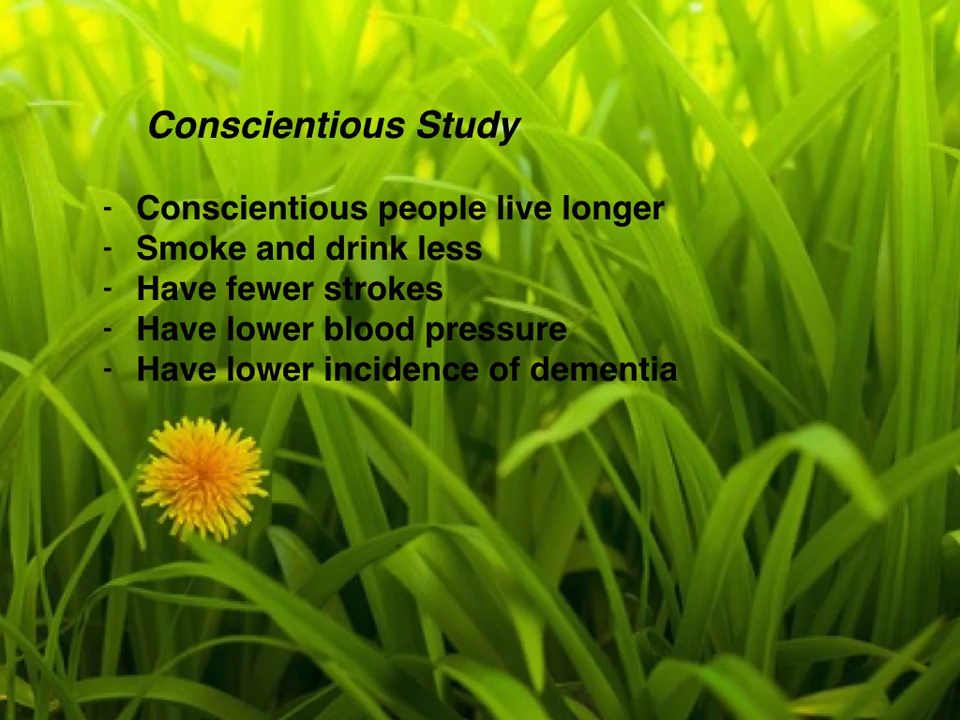 Conscientious Study
- Conscientious people live longer
- Smoke and drink less
- Have fewer strokes
- Have lower blood pressure
- Have lower incidence of dementia